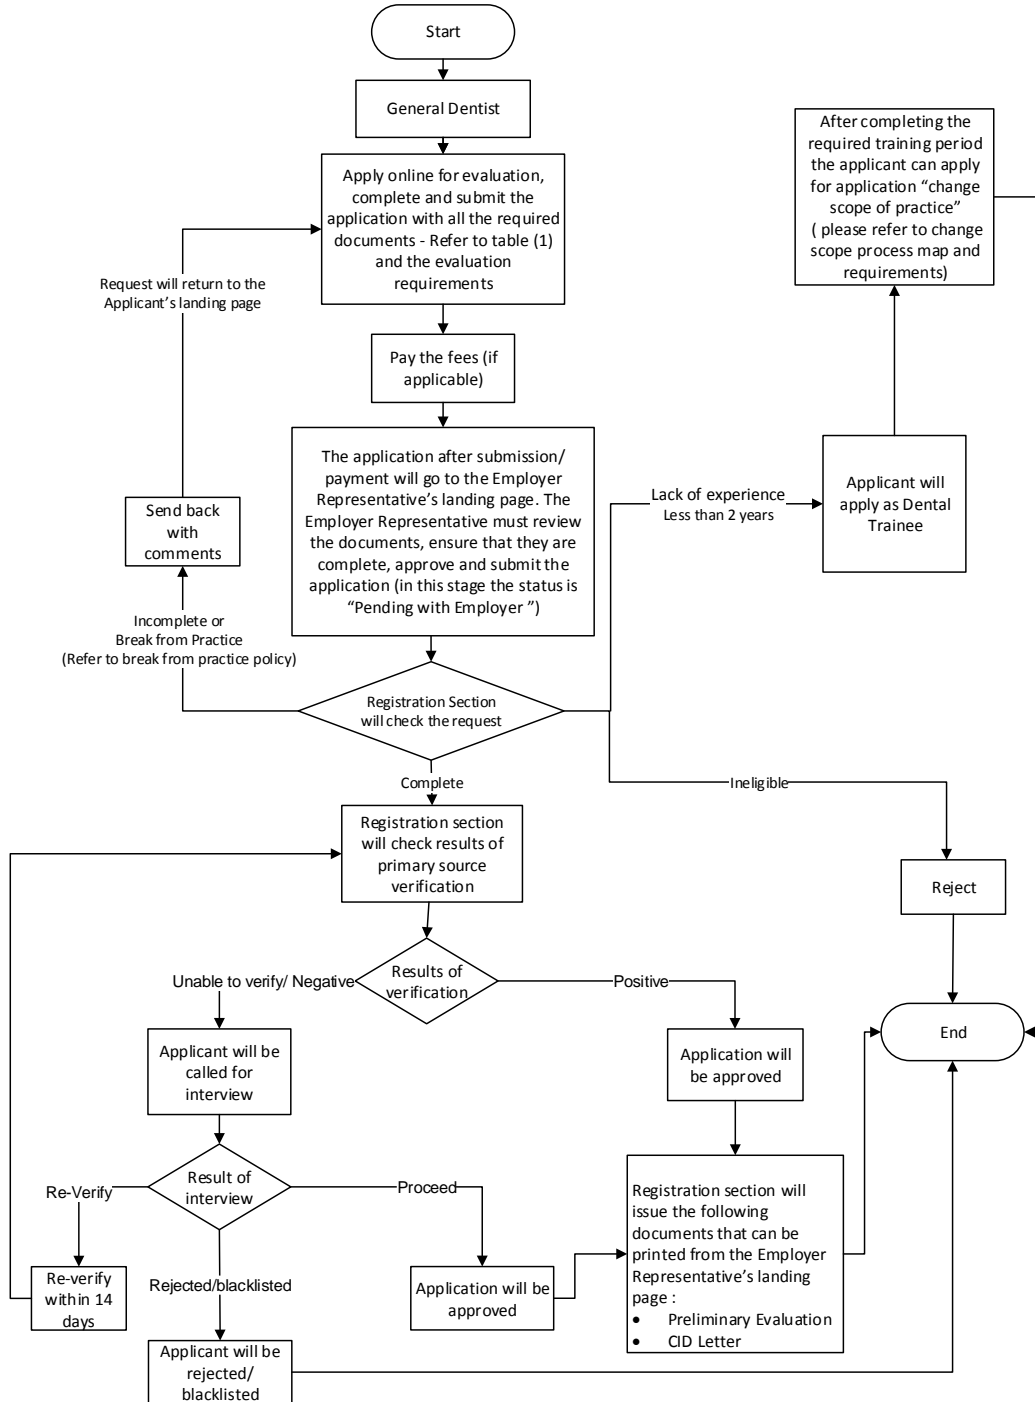 Start
General Dentist
Apply online for evaluation,
complete and submit the
application with all the required
documents - Refer to table (1)
and the evaluation
requirements
After completing the
required training period
the applicant can apply
for application “change
scope of practice”
( please refer to change
scope process map and
requirements)
Request will return to the
Applicant’s landing page
Pay the fees (if
applicable)
The application after submission/
payment will go to the Employer
Representative’s landing page. The
Employer Representative must review
the documents, ensure that they are
complete, approve and submit the
application (in this stage the status is
“Pending with Employer ”)
Lack of experience
Less than 2 years
Applicant will
apply as Dental
Trainee
Send back
with
comments
Incomplete or
Break from Practice
(Refer to break from practice policy)
Registration Section
will check the request
Complete
Ineligible
Registration section
will check results of
primary source
verification
Reject
Results of
verification
Unable to verify/ Negative
Positive
End
Applicant will be
called for
interview
Application will
be approved
Result of
interview
Re-Verify
Proceed
Rejected/blacklisted
Re-verify
within 14
days
Application will be
approved
Registration section will
issue the following
documents that can be
printed from the Employer
Representative’s landing
page :
• Preliminary Evaluation
• CID Letter
Applicant will be
rejected/
blacklisted